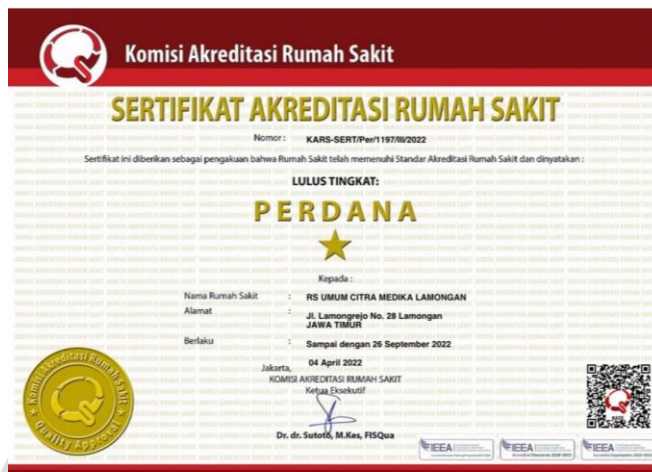 Komisi Akreditasi Rumah Sakit
SERTIFIKAT AKREDITASI RUMAH SAKIT
Nomor : KARS-SERT/Per/1197/III/2022
Sertifikat ini diberikan sebagai pengakuan bahwa Rumah Sakit telah memenuhi Standar Akreditasi Rumah Sakit dan dinyatakan :
LULUS TINGKAT:
PERDANA
Kepada :
Nama Rumah Sakit : RS UMUM CITRA MEDIKA LAMONGAN
Alamat : Jl. Lamongrejo No. 28 Lamongan
JAWA TIMUR
Berlaku : Sampai dengan 26 September 2022
Jakarta, 04 April 2022
KOMISI AKREDITASI RUMAH SAKIT
Ketua Eksekutif
Dr. dr. Sutoto, M.Kes, FISQua
Komisi Akreditasi Rumah Sakit
Quality Approval
KARS
IEEA
IEEA
IEEA